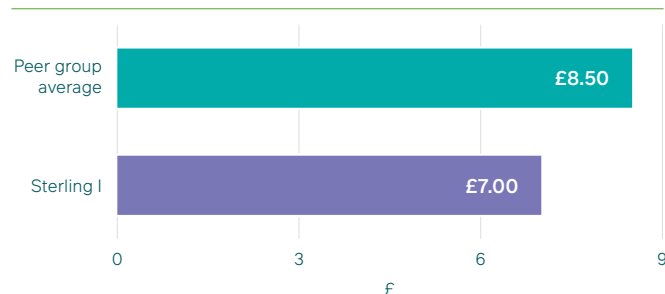 Peer group
average
£8.50
Sterling I
£7.00
0 3 6 9
£